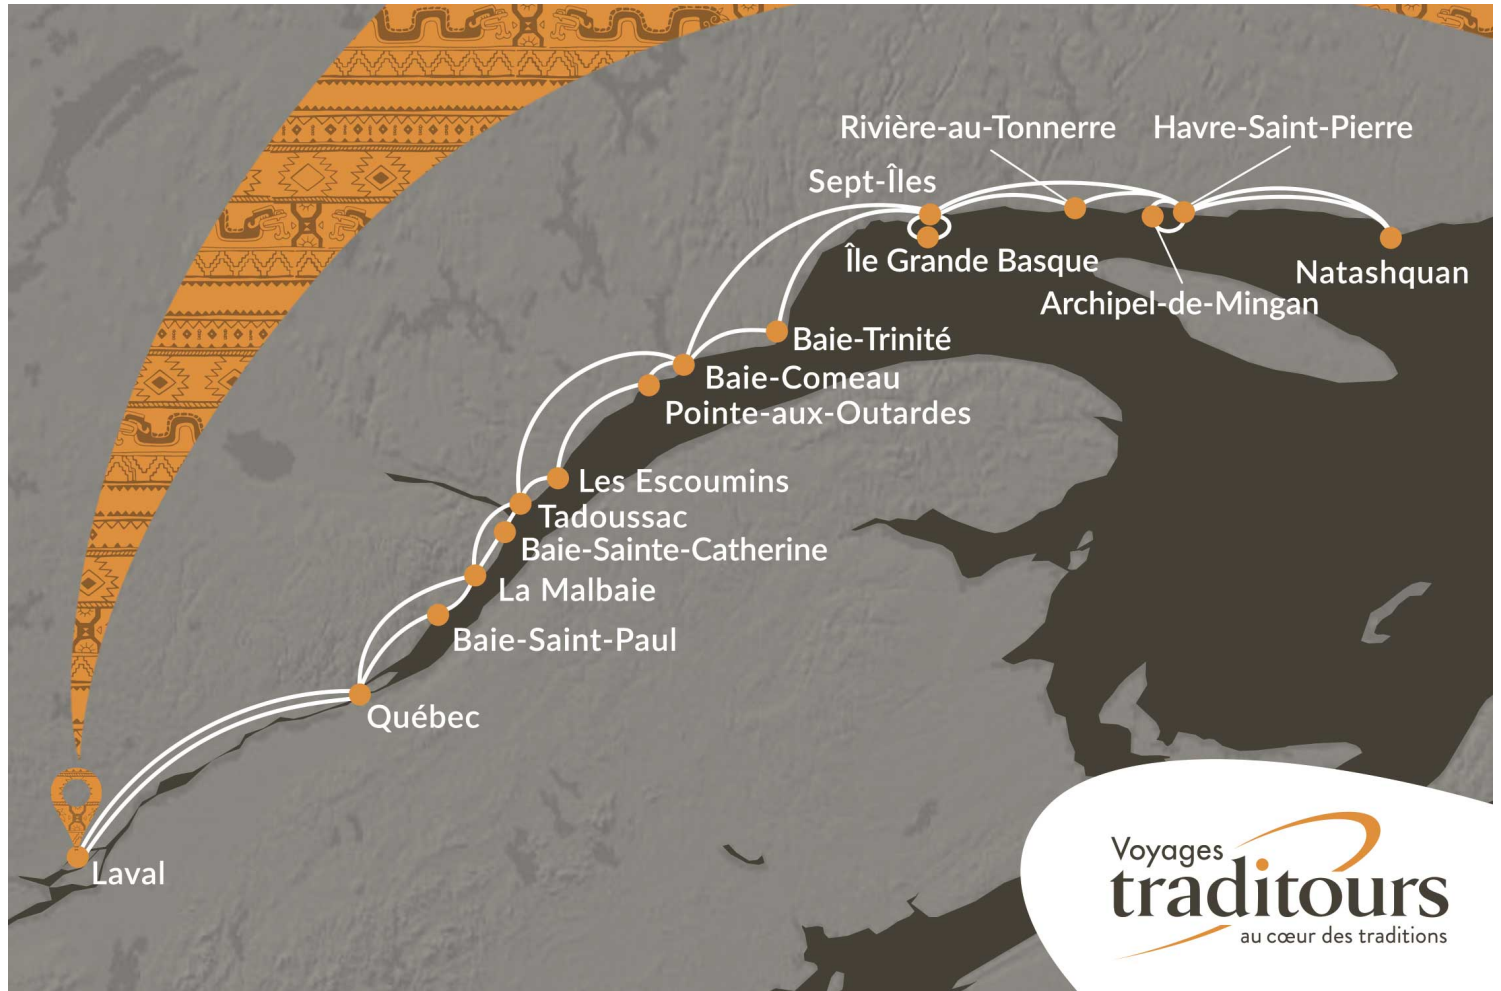 Rivière-au-Tonnerre
Havre-Saint-Pierre
Sept-Îles
Île Grande Basque
Natashquan
Archipel-de-Mingan
Baie-Trinité
Baie-Comeau
Pointe-aux-Outardes
Les Escoumins
Tadoussac
Baie-Sainte-Catherine
La Malbaie
Baie-Saint-Paul
Québec
Laval
Voyages
traditours
au cœur des traditions